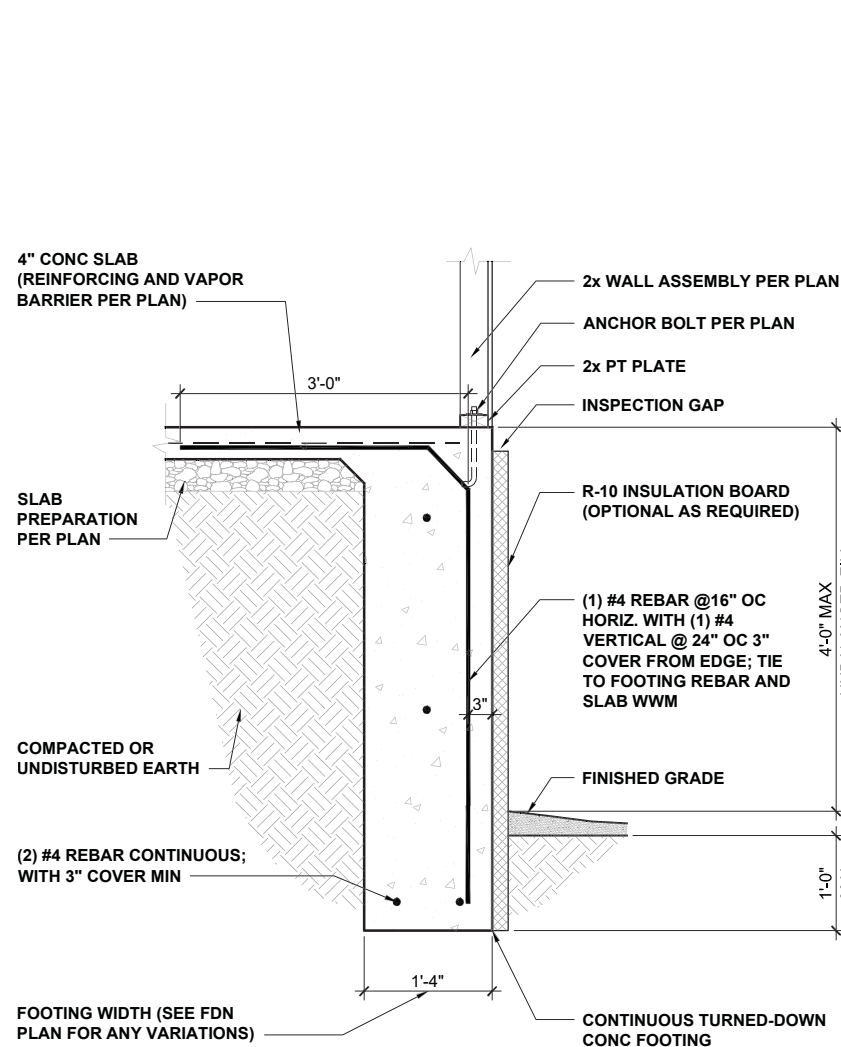 4" CONC SLAB
(REINFORCING AND VAPOR
BARRIER PER PLAN)
3'-0"
2x WALL ASSEMBLY PER PLAN
ANCHOR BOLT PER PLAN
2x PT PLATE
INSPECTION GAP
SLAB
PREPARATION
PER PLAN
R-10 INSULATION BOARD
(OPTIONAL AS REQUIRED)
(1) #4 REBAR @16" OC
HORIZ. WITH (1) #4
VERTICAL @ 24" OC 3"
COVER FROM EDGE; TIE
TO FOOTING REBAR AND
SLAB WWM
4'-0" MAX
3"
COMPACTED OR
UNDISTURBED EARTH
FINISHED GRADE
(2) #4 REBAR CONTINUOUS;
WITH 3" COVER MIN
1'-0"
1'-4"
FOOTING WIDTH (SEE FDN
PLAN FOR ANY VARIATIONS)
CONTINUOUS TURNED-DOWN
CONC FOOTING